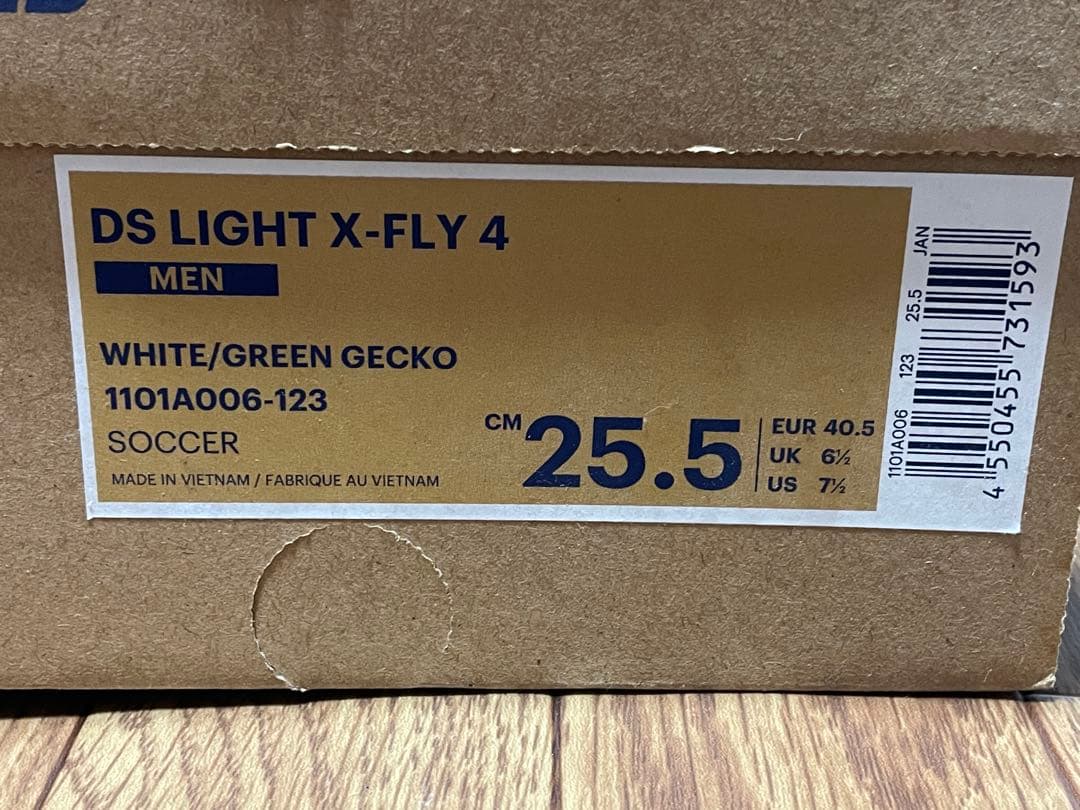 DS LIGHT X-FLY 4
MEN
WHITE/GREEN GECKO
1101A006-123
SOCCER
MADE IN VIETNAM / FABRIQUE AU VIETNAM
CM 25.5
EUR 40.5
UK 6½
US 7½
1101A006 123 25.5 JAN
4 550455 731593